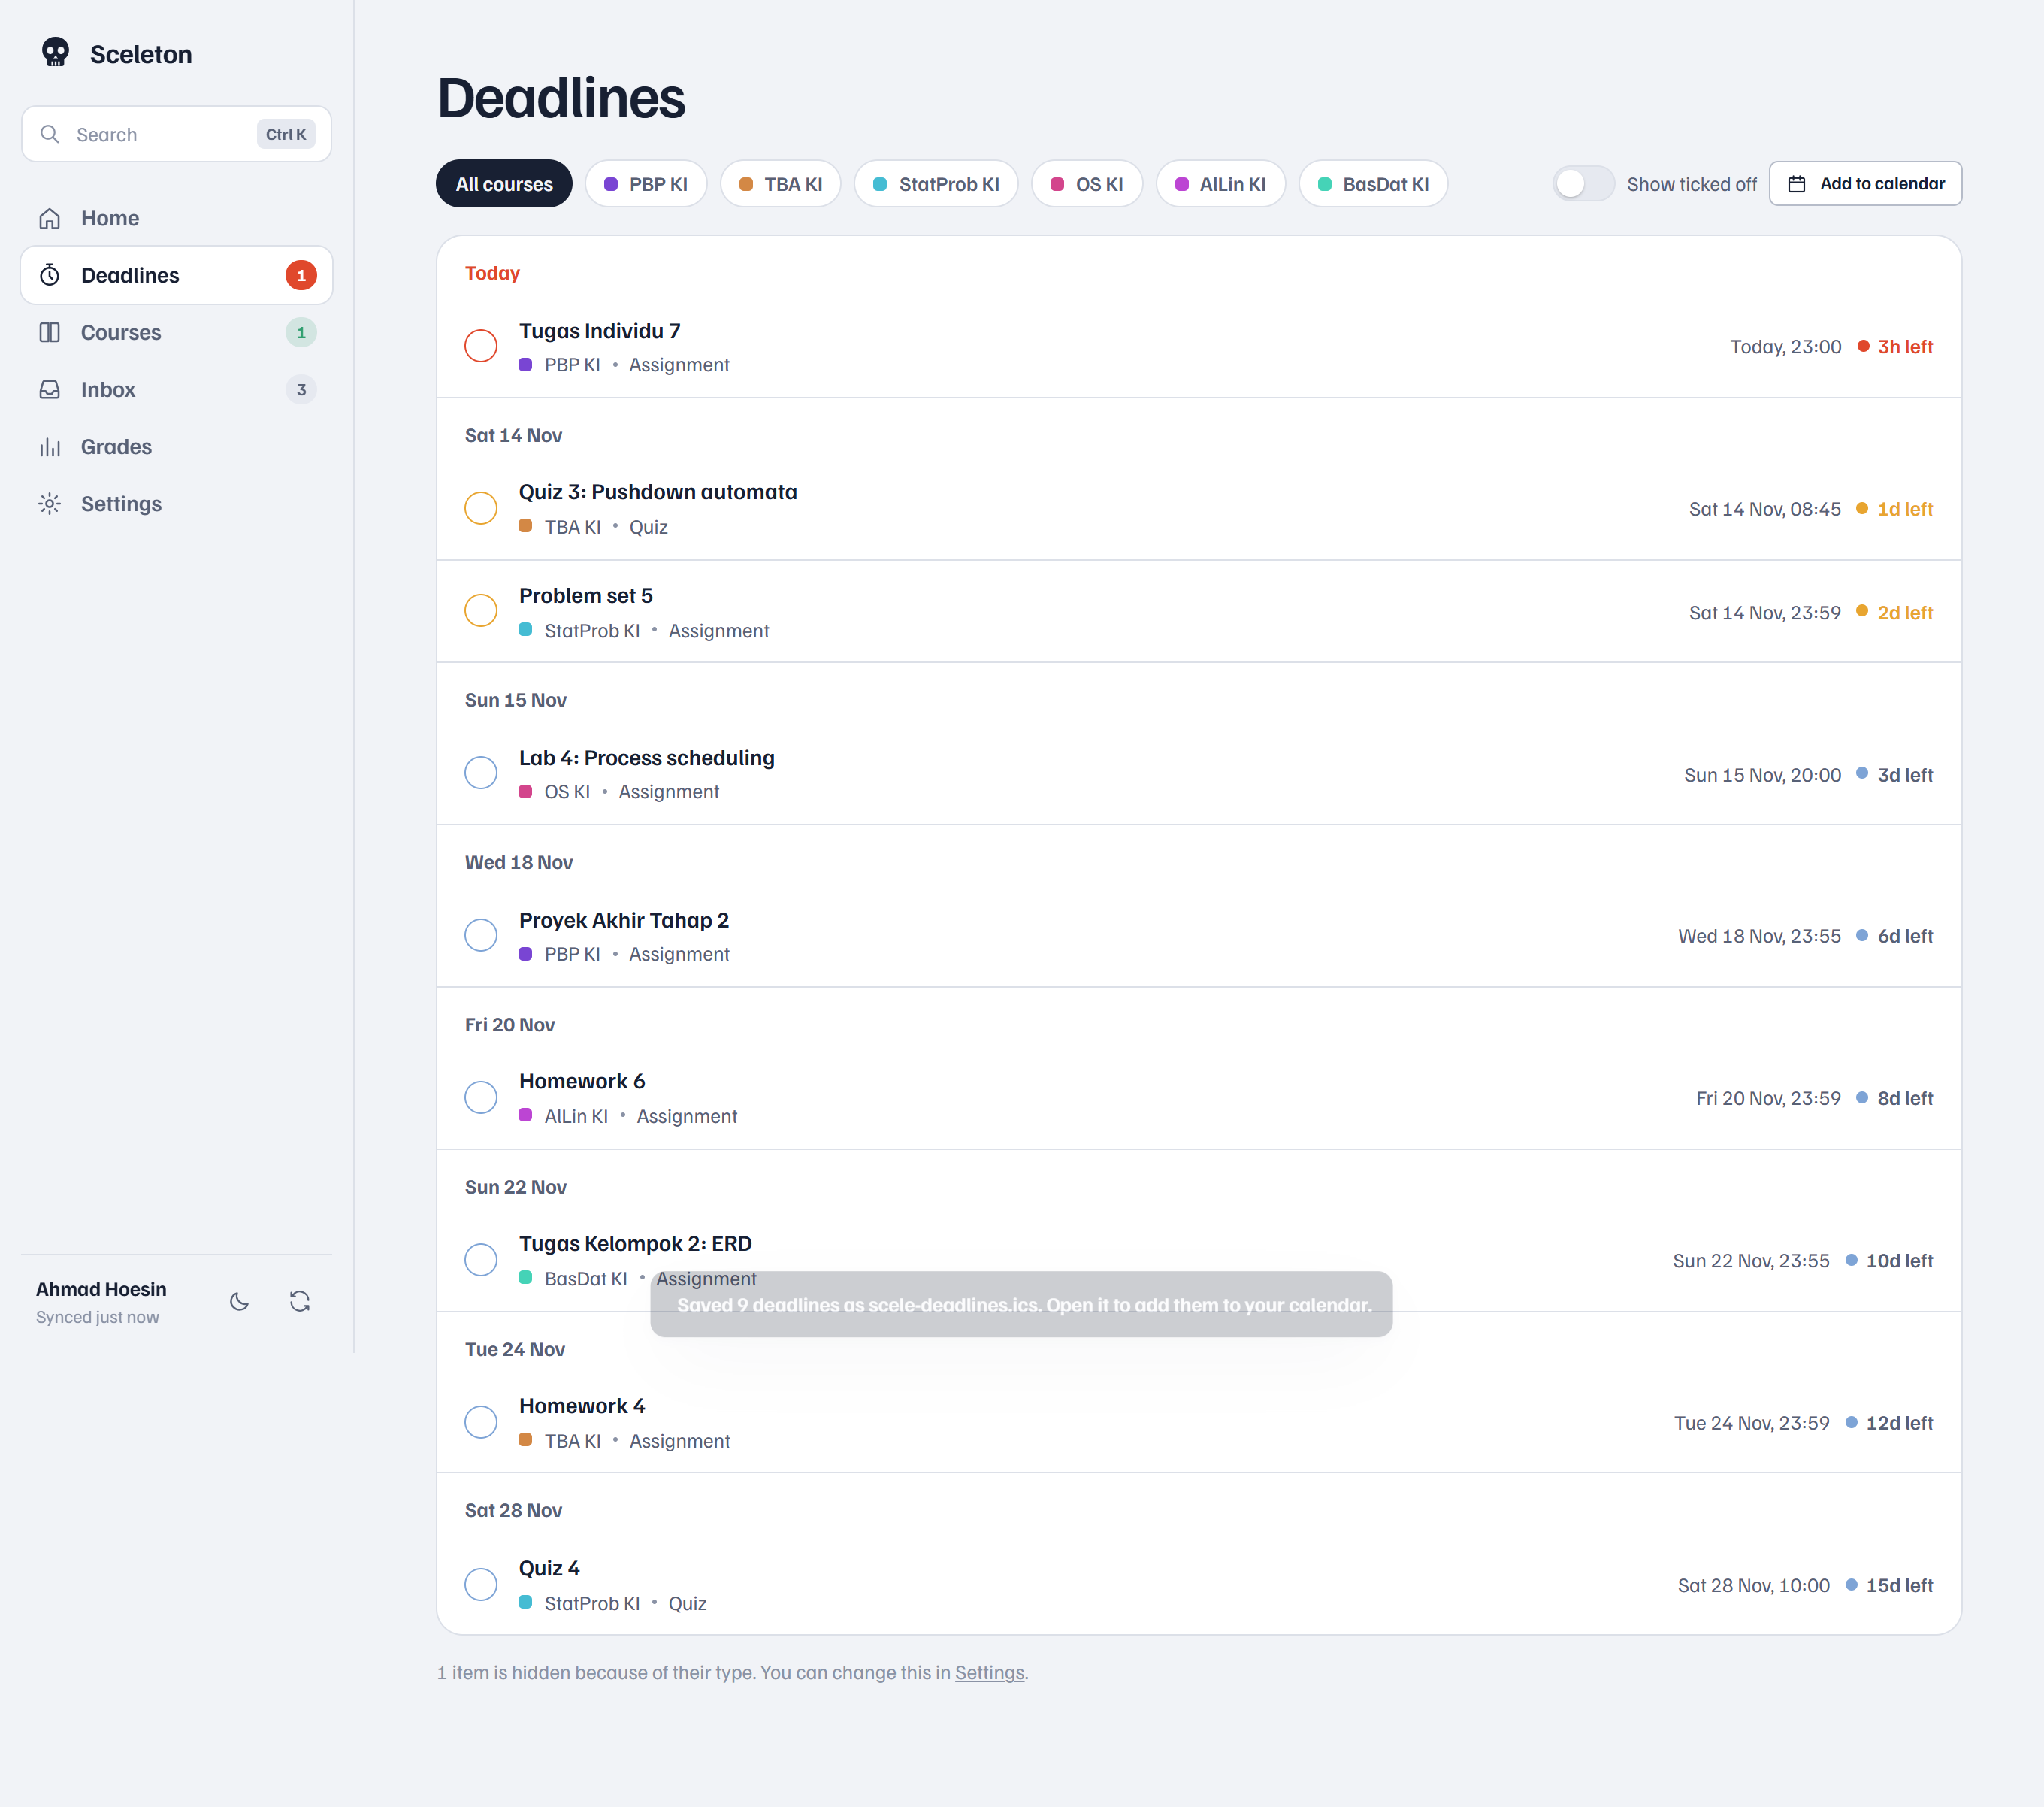 Sceleton
Search
Ctrl K
Home
Deadlines 1
Courses 1
Inbox 3
Grades
Settings
Ahmad Hoesin
Synced just now
Deadlines
All courses
PBP KI
TBA KI
StatProb KI
OS KI
AlLin KI
BasDat KI
Show ticked off
Add to calendar
Today
Tugas Individu 7
PBP KI • Assignment
Today, 23:00 3h left
Sat 14 Nov
Quiz 3: Pushdown automata
TBA KI • Quiz
Sat 14 Nov, 08:45 1d left
Problem set 5
StatProb KI • Assignment
Sat 14 Nov, 23:59 2d left
Sun 15 Nov
Lab 4: Process scheduling
OS KI • Assignment
Sun 15 Nov, 20:00 3d left
Wed 18 Nov
Proyek Akhir Tahap 2
PBP KI • Assignment
Wed 18 Nov, 23:55 6d left
Fri 20 Nov
Homework 6
AlLin KI • Assignment
Fri 20 Nov, 23:59 8d left
Sun 22 Nov
Tugas Kelompok 2: ERD
BasDat KI • Assignment
Sun 22 Nov, 23:55 10d left
Saved 9 deadlines as scele-deadlines.ics. Open it to add them to your calendar.
Tue 24 Nov
Homework 4
TBA KI • Assignment
Tue 24 Nov, 23:59 12d left
Sat 28 Nov
Quiz 4
StatProb KI • Quiz
Sat 28 Nov, 10:00 15d left
1 item is hidden because of their type. You can change this in Settings.